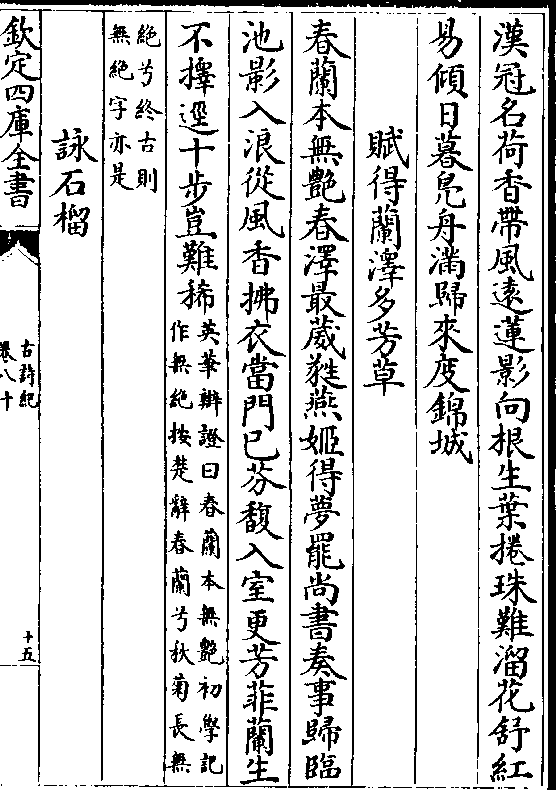 漢冠名荷香帶風遠蓮影向根生葉捲珠難溜花舒紅
易傾日暮鳧舟滿歸來度錦城
賦得蘭澤多芳草
春蘭本無艷春澤最葳蕤燕姬得夢罷尚書奏事歸臨
池影入浪從風香拂衣當門已芬馥入室更芳菲蘭生
不擇逕十步豈難稀
英華辨證曰春蘭本無艷初學記
作無絶按楚辭春蘭兮秋菊長無
絶兮終古則
無絶字亦是
詠石榴
欽定四庫全書
古詩紀
卷八十
十五